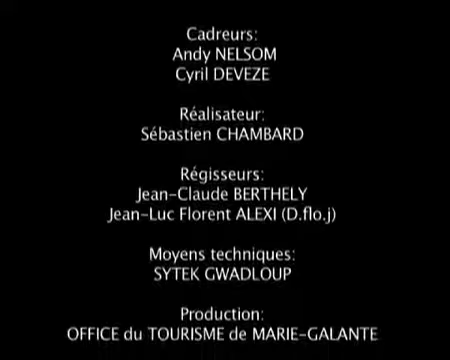 Cadreurs:
Andy NELSOM
Cyril DEVEZE
Réalisateur:
Sébastien CHAMBARD
Régisseurs:
Jean-Claude BERTHELY
Jean-Luc Florent ALEXI (D.flo.j)
Moyens techniques:
SYTEK GWADLOUP
Production:
OFFICE du TOURISME de MARIE-GALANTE